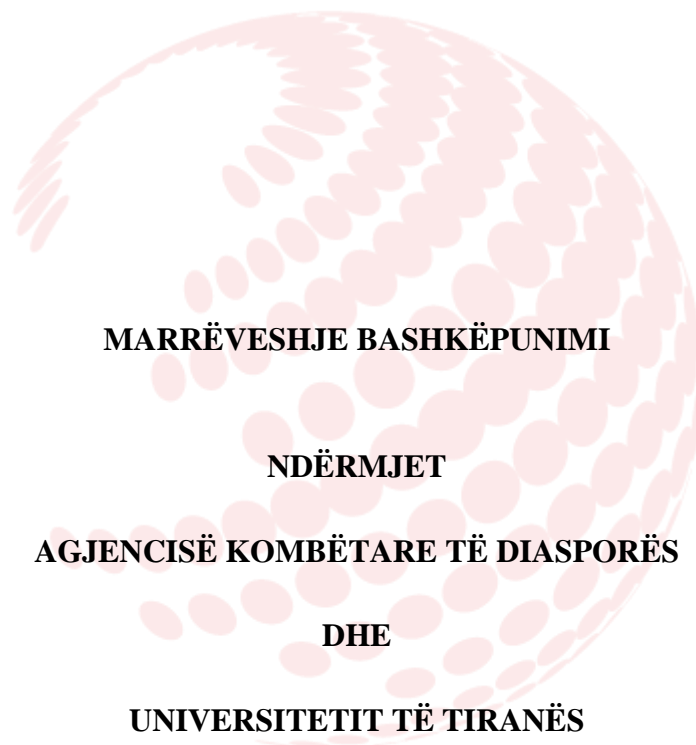 MARRËVESHJE BASHKËPUNIMI
NDËRMJET
AGJENCISË KOMBËTARE TË DIASPORËS
DHE
UNIVERSITETIT TË TIRANËS